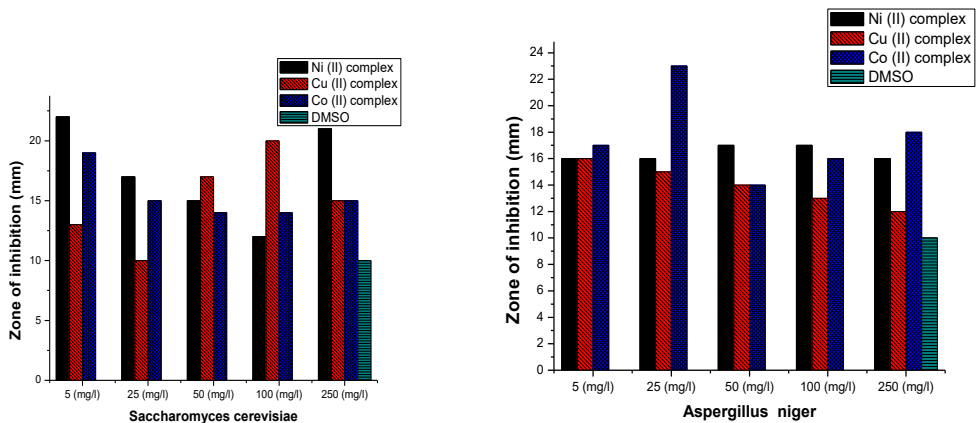 Ni (II) complex
Cu (II) complex
Co (II) complex
DMSO
Zone of inhibition (mm)
20
15
10
5
0
5 (mg/l) 25 (mg/l) 50 (mg/l) 100 (mg/l) 250 (mg/l)
Saccharomyces cerevisiae
Ni (II) complex
Cu (II) complex
Co (II) complex
DMSO
Zone of inhibition (mm)
24
22
20
18
16
14
12
10
8
6
4
2
0
5 (mg/l) 25 (mg/l) 50 (mg/l) 100 (mg/l) 250 (mg/l)
Aspergillus niger